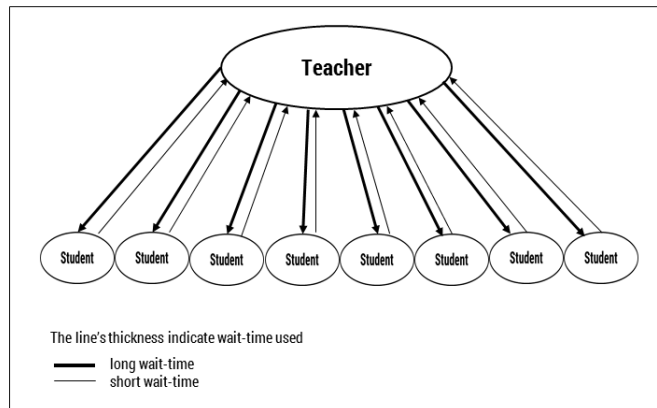 Teacher
Student Student Student Student Student Student Student Student
The line's thickness indicate wait-time used
long wait-time
short wait-time